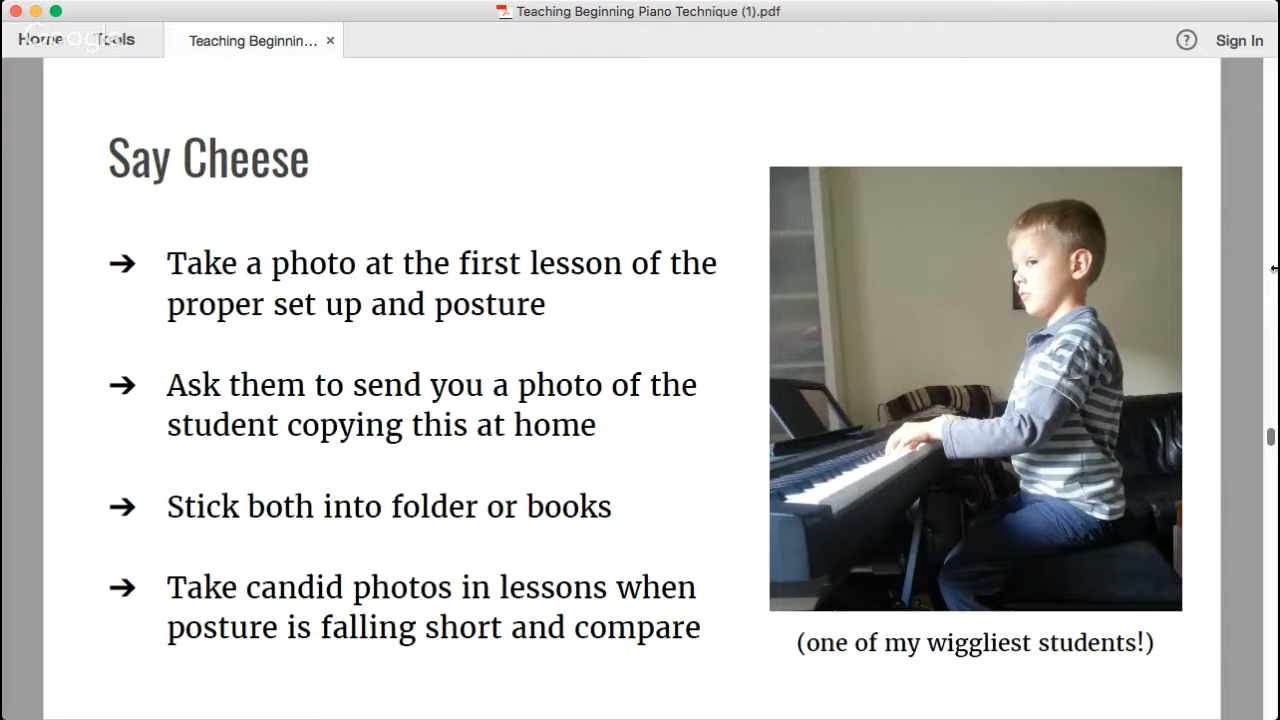 Teaching Beginning Piano Technique (1).pdf
Home Tools Teaching Beginnin... × ? Sign In
Google
Say Cheese
➔ Take a photo at the first lesson of the
proper set up and posture
➔ Ask them to send you a photo of the
student copying this at home
➔ Stick both into folder or books
➔ Take candid photos in lessons when
posture is falling short and compare
(one of my wiggliest students!)